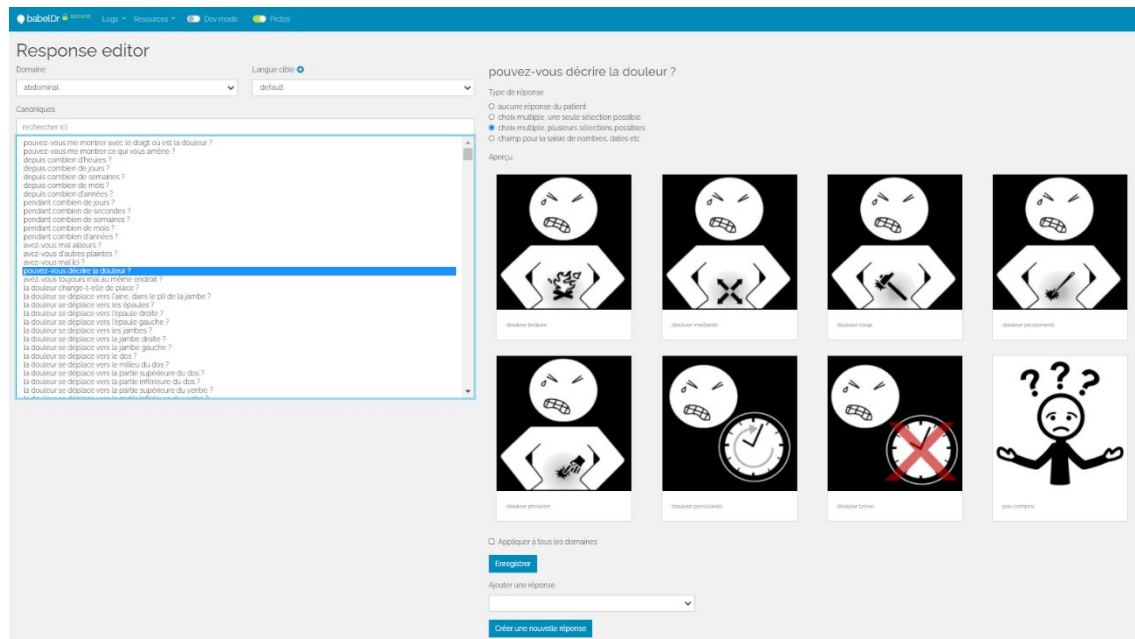 babelDr secure Logs Resources Dev mode Pictos
Response editor
Domaine
Langue cible
abdominal
default
Canoniques
rechercher ici
pouvez-vous me montrer avec le doigt où est la douleur ?
pouvez-vous me montrer ce qui vous amène ?
depuis combien d'heures ?
depuis combien de jours ?
depuis combien de semaines ?
depuis combien de mois ?
depuis combien d'années ?
pendant combien de jours ?
pendant combien de secondes ?
pendant combien de semaines ?
pendant combien de mois ?
pendant combien d'années ?
avez-vous mal ailleurs ?
avez-vous d'autres plaintes ?
avez-vous mal ici ?
pouvez-vous décrire la douleur ?
avez-vous toujours mal au même endroit ?
la douleur change-t-elle de place ?
la douleur se déplace vers l'aine, dans le pli de la jambe ?
la douleur se déplace vers les épaules ?
la douleur se déplace vers l'épaule droite ?
la douleur se déplace vers l'épaule gauche ?
la douleur se déplace vers les jambes ?
la douleur se déplace vers la jambe droite ?
la douleur se déplace vers la jambe gauche ?
la douleur se déplace vers le dos ?
la douleur se déplace vers le milieu du dos ?
la douleur se déplace vers la partie supérieure du dos ?
la douleur se déplace vers la partie inférieure du dos ?
la douleur se déplace vers la partie supérieure du ventre ?
pouvez-vous décrire la douleur ?
Type de réponse
aucune réponse du patient
choix multiple, une seule sélection possible
choix multiple, plusieurs sélections possibles
champ pour la saisie de nombres, dates etc
Aperçu
douleur brûlure
douleur irradiante
douleur coup
douleur picotement
douleur pression
douleur persistante
douleur brève
pas compris
???
Appliquer à tous les domaines
Enregistrer
Ajouter une réponse
Créer une nouvelle réponse